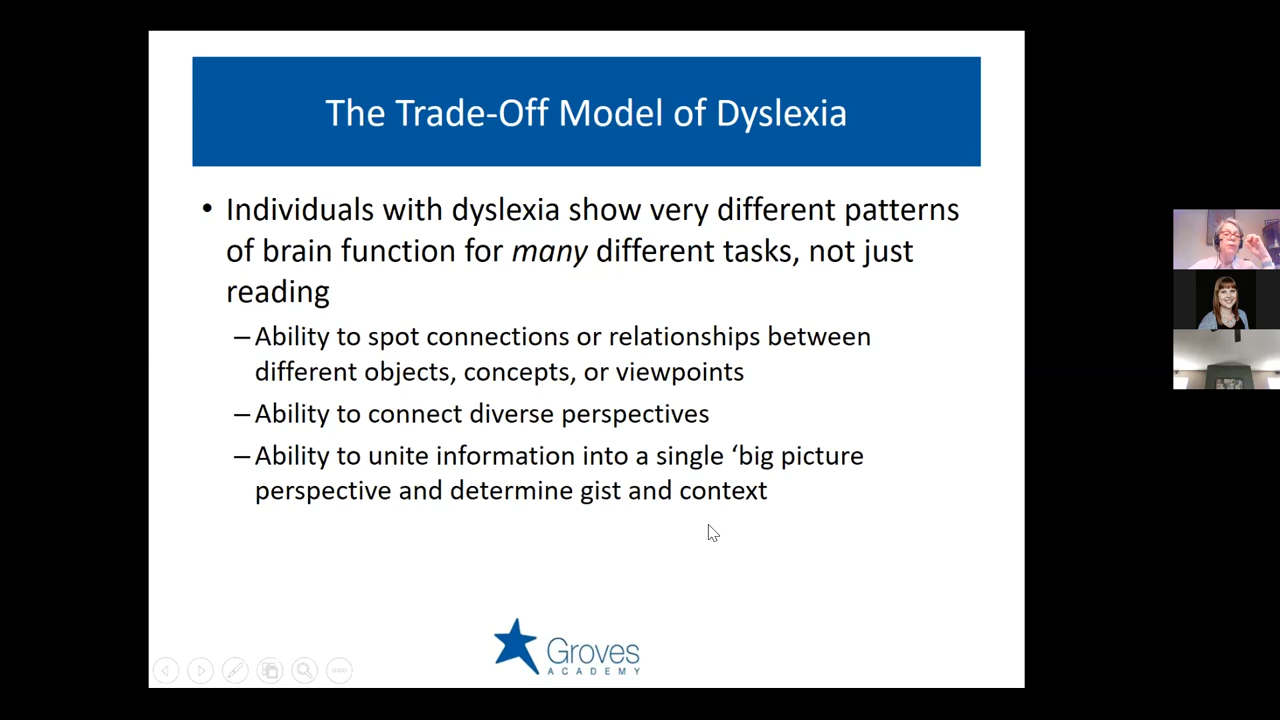 The Trade-Off Model of Dyslexia
• Individuals with dyslexia show very different patterns
of brain function for many different tasks, not just
reading
– Ability to spot connections or relationships between
different objects, concepts, or viewpoints
– Ability to connect diverse perspectives
– Ability to unite information into a single ‘big picture
perspective and determine gist and context
Groves
ACADEMY